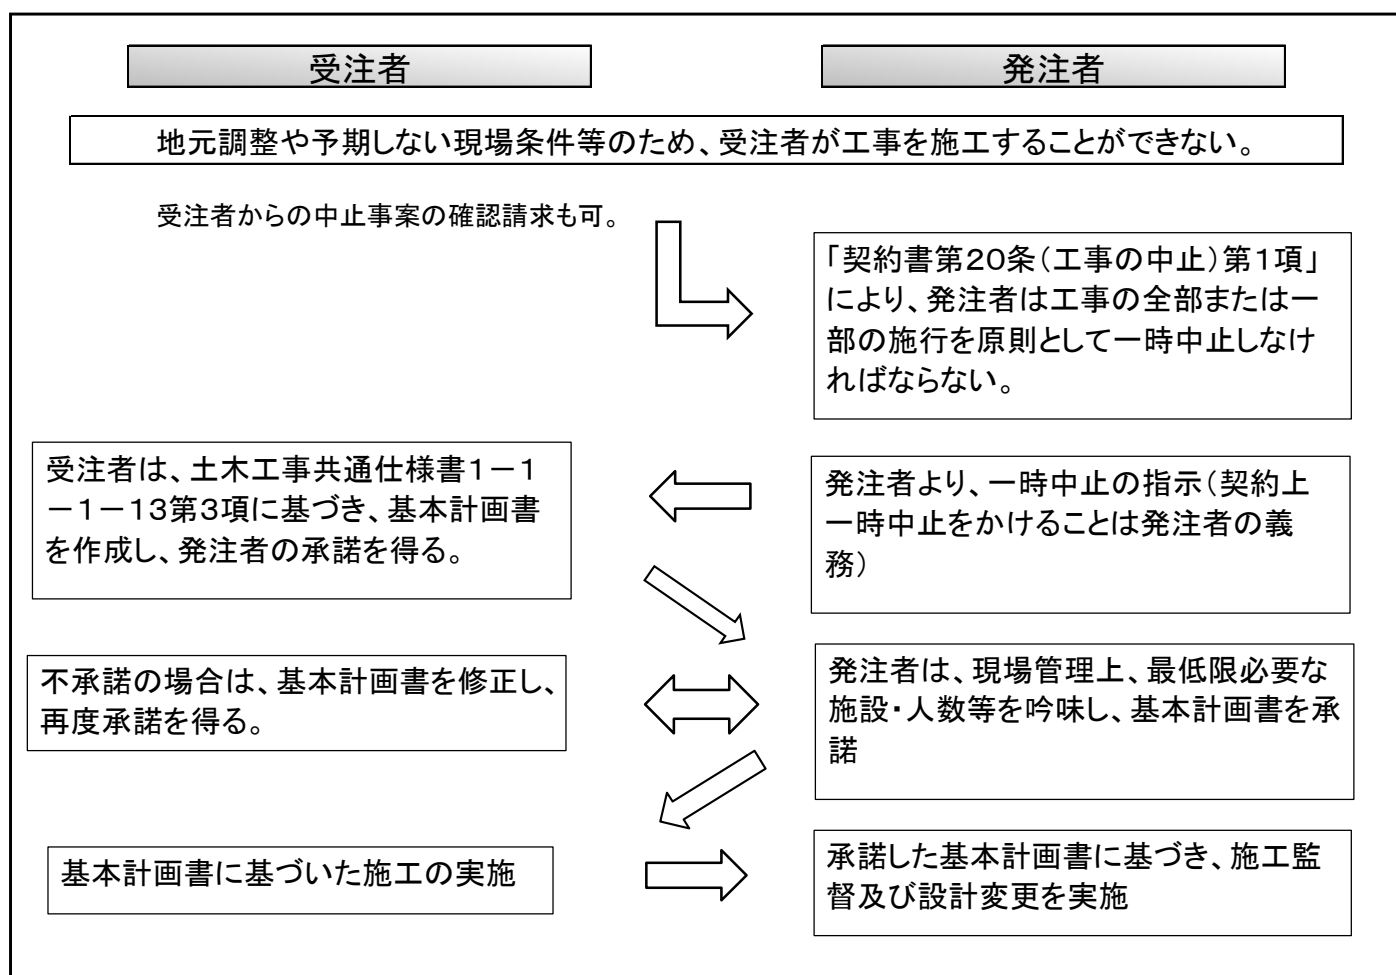 受注者
発注者
地元調整や予期しない現場条件等のため、受注者が工事を施工することができない。
受注者からの中止事案の確認請求も可。
「契約書第20条(工事の中止)第1項」
により、発注者は工事の全部または一
部の施行を原則として一時中止しなけ
ればならない。
発注者より、一時中止の指示(契約上
一時中止をかけることは発注者の義
務)
受注者は、土木工事共通仕様書1-1
-1-13第3項に基づき、基本計画書
を作成し、発注者の承諾を得る。
発注者は、現場管理上、最低限必要な
施設・人数等を吟味し、基本計画書を承
諾
不承諾の場合は、基本計画書を修正し、
再度承諾を得る。
基本計画書に基づいた施工の実施
承諾した基本計画書に基づき、施工監
督及び設計変更を実施